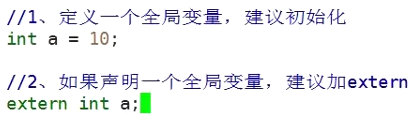 //1、定义一个全局变量，建议初始化
int a = 10;
//2、如果声明一个全局变量，建议加extern
extern int a;